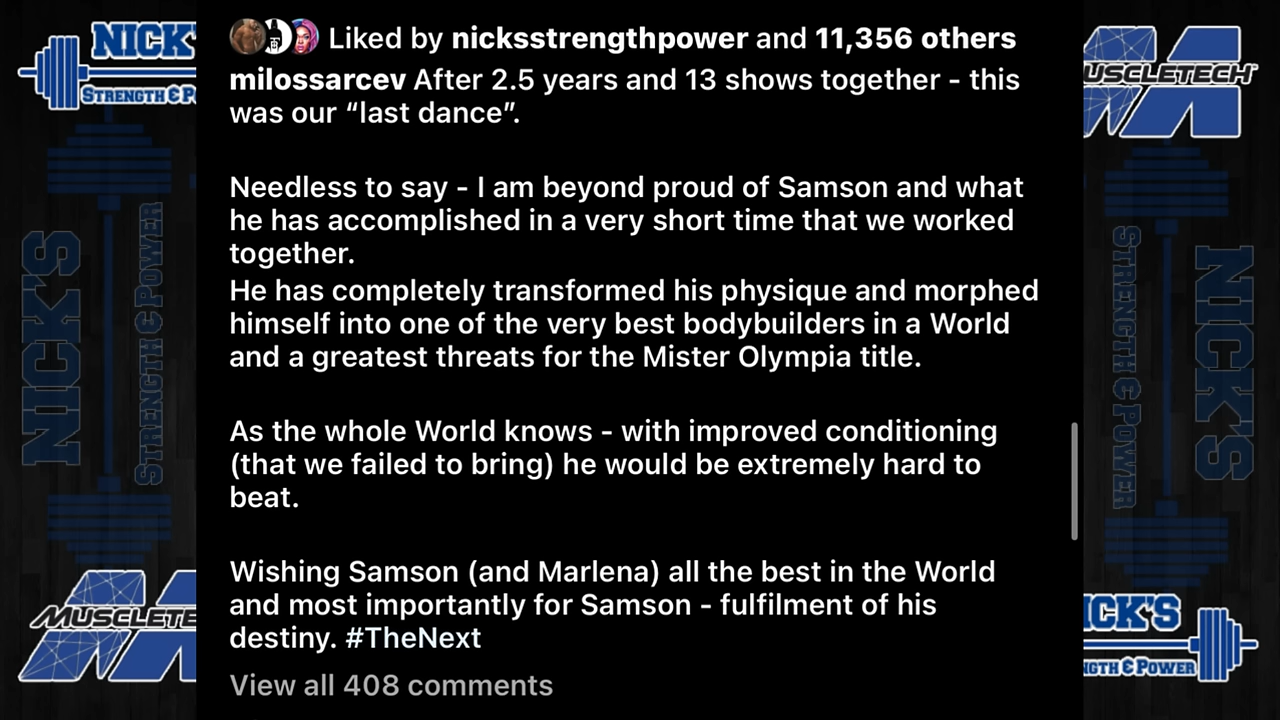 Liked by nicksstrengthpower and 11,356 others
milossarcev After 2.5 years and 13 shows together - this
was our “last dance”.
Needless to say - I am beyond proud of Samson and what
he has accomplished in a very short time that we worked
together.
He has completely transformed his physique and morphed
himself into one of the very best bodybuilders in a World
and a greatest threats for the Mister Olympia title.
As the whole World knows - with improved conditioning
(that we failed to bring) he would be extremely hard to
beat.
Wishing Samson (and Marlena) all the best in the World
and most importantly for Samson - fulfilment of his
destiny. #TheNext
View all 408 comments
NICK'
STRENGTH & P
USCLETECH
NICK'S
STRENGTH & POWER
STRENGTH & POWER
NICK'S
MUSCLETE
ICK'S
NGTH & POWER